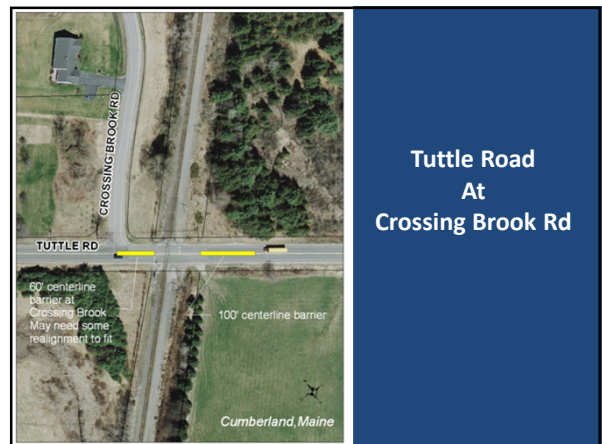 CROSSING BROOK RD
TUTTLE RD
60' centerline
barrier at
Crossing Brook
May need some
realignment to fit
100' centerline barrier
Cumberland, Maine
Tuttle Road
At
Crossing Brook Rd